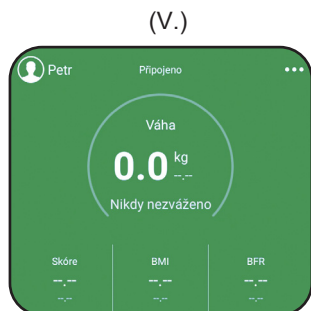 (V.)
Petr Připojeno •••
Váha
0.0 kg
--.--
Nikdy nezváženo
Skóre BMI BFR
--.-- --.-- --.--
--.-- --.-- --.--